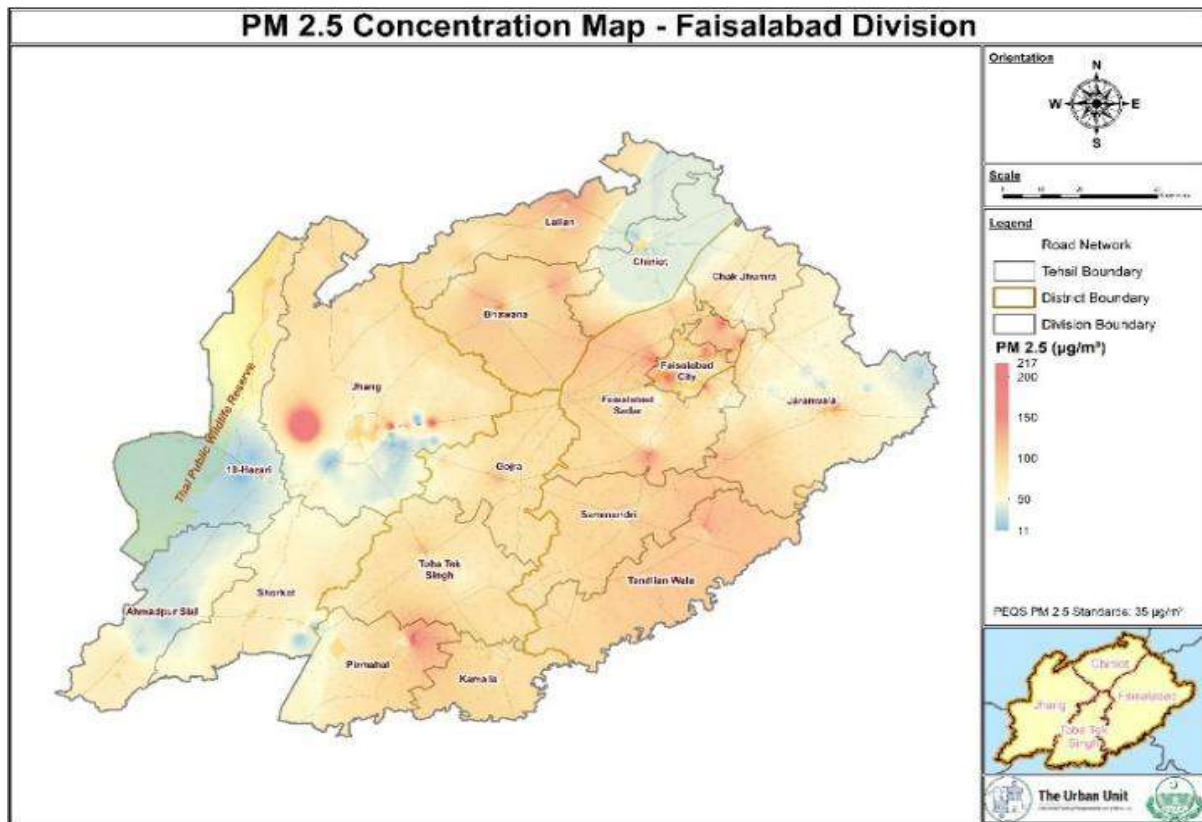 PM 2.5 Concentration Map - Faisalabad Division
Orientation
N
W
E
S
Scale
Legend
Road Network
Tehsil Boundary
District Boundary
Division Boundary
PM 2.5 (µg/m³)
217
200
150
100
50
11
PEQS PM 2.5 Standards: 35 µg/m³
Lalian
Chiniot
Chak Jhumra
Bhawana
Faisalabad
City
Jhang
Faisalabad
Sadar
Jaranwala
Thal Public Wildlife Reserve
18-Hazari
Gojra
Sammundri
Toba Tek
Singh
Tandlian Wala
Shorkot
Ahmadpur Sial
Pirmahal
Kamalia
Chiniot
Jhang
Faisalabad
Toba Tek
Singh
The Urban Unit